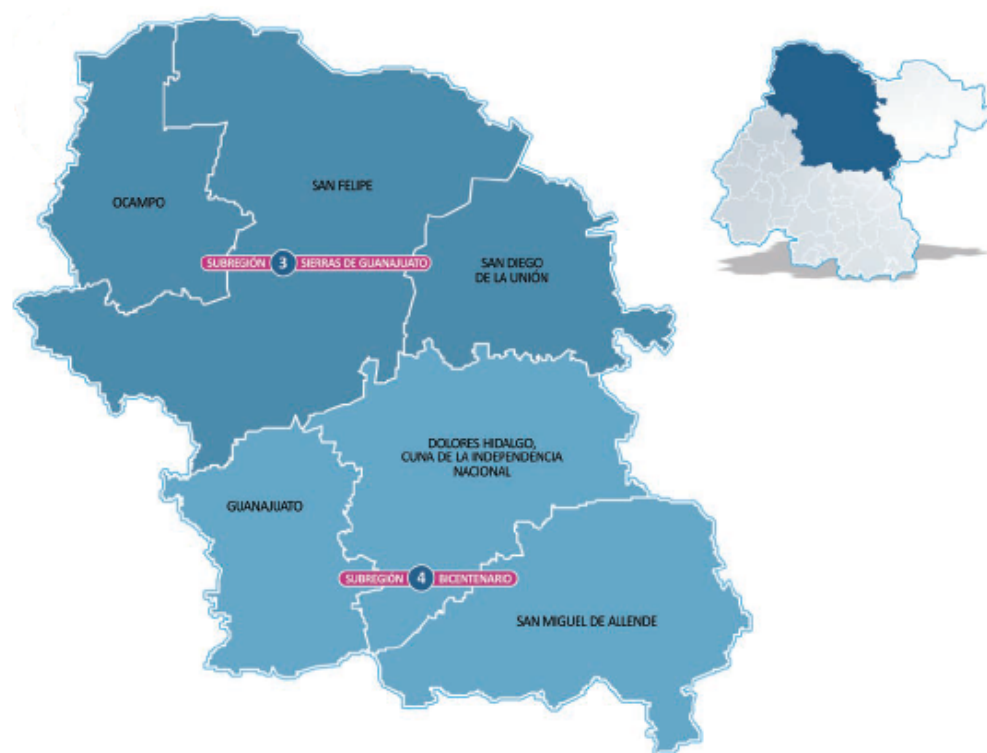 SAN FELIPE
OCAMPO
SUBREGIÓN 3 SIERRAS DE GUANAJUATO
SAN DIEGO
DE LA UNIÓN
DOLORES HIDALGO,
CUNA DE LA INDEPENDENCIA
NACIONAL
GUANAJUATO
SUBREGIÓN 4 BICENTENARIO
SAN MIGUEL DE ALLENDE